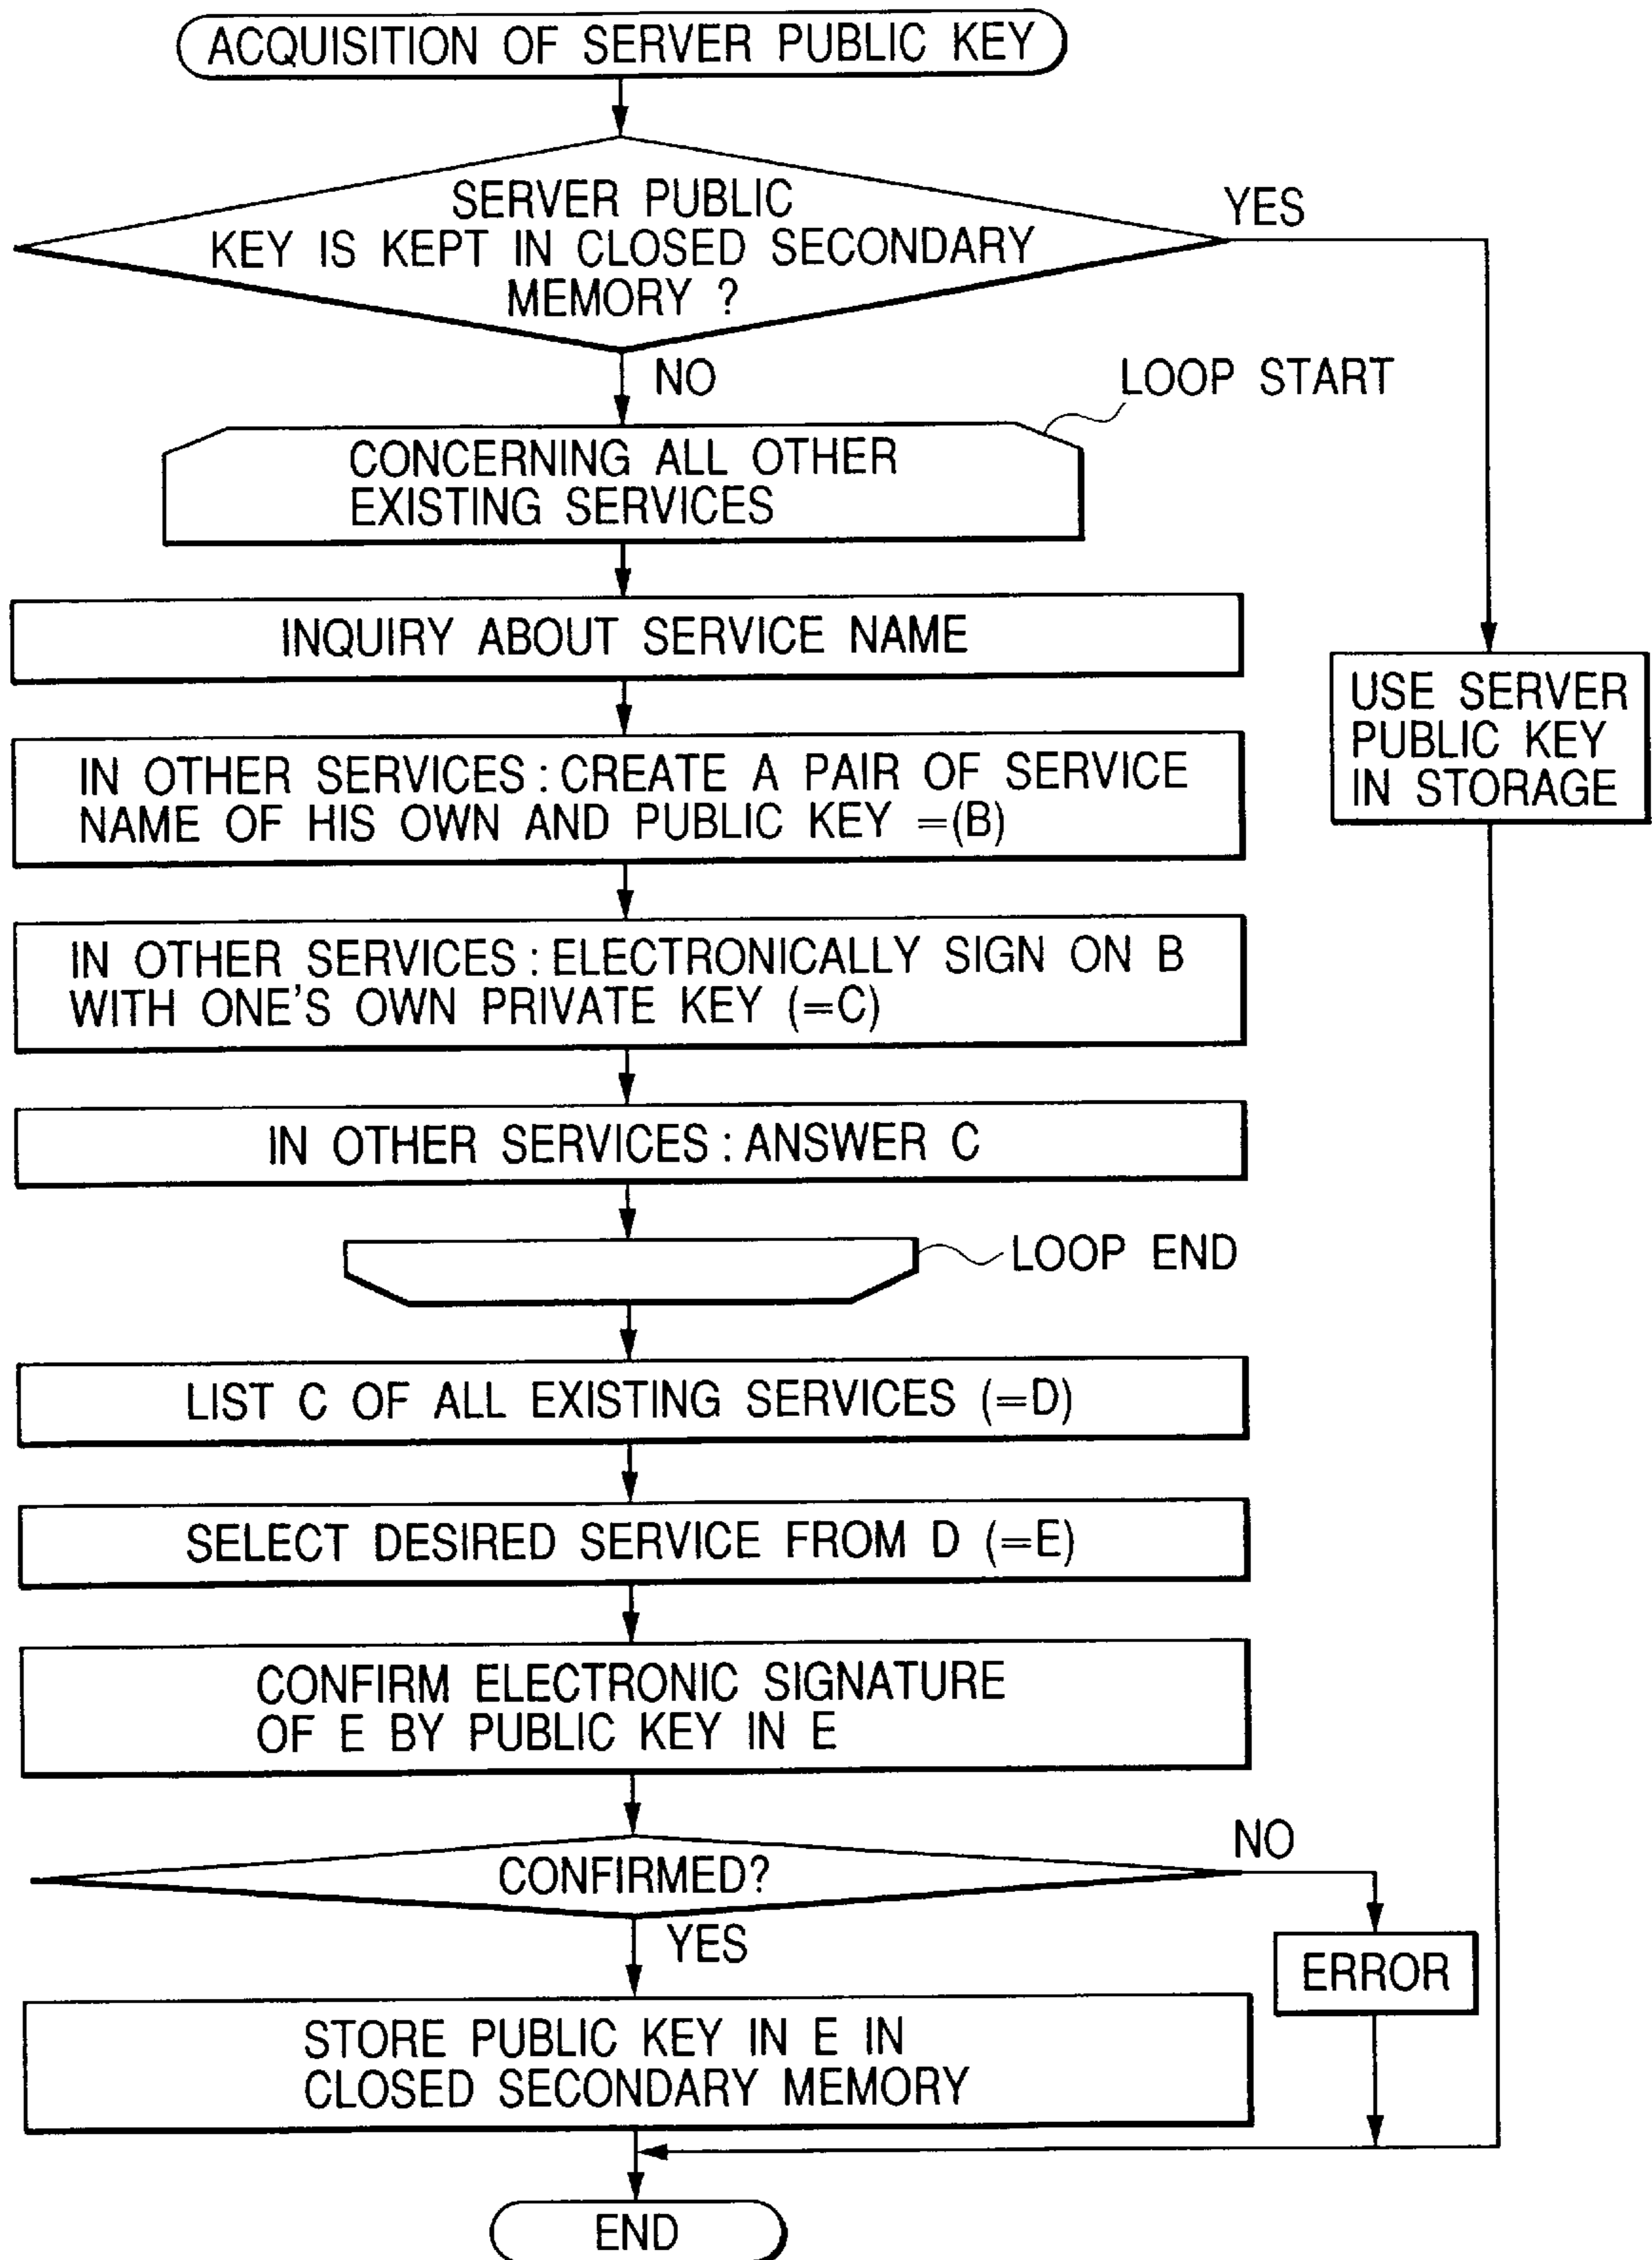 ACQUISITION OF SERVER PUBLIC KEY
SERVER PUBLIC
KEY IS KEPT IN CLOSED SECONDARY
MEMORY ?
YES
NO
LOOP START
CONCERNING ALL OTHER
EXISTING SERVICES
INQUIRY ABOUT SERVICE NAME
USE SERVER
PUBLIC KEY
IN STORAGE
IN OTHER SERVICES : CREATE A PAIR OF SERVICE
NAME OF HIS OWN AND PUBLIC KEY =(B)
IN OTHER SERVICES : ELECTRONICALLY SIGN ON B
WITH ONE'S OWN PRIVATE KEY (=C)
IN OTHER SERVICES : ANSWER C
LOOP END
LIST C OF ALL EXISTING SERVICES (=D)
SELECT DESIRED SERVICE FROM D (=E)
CONFIRM ELECTRONIC SIGNATURE
OF E BY PUBLIC KEY IN E
CONFIRMED?
NO
YES
ERROR
STORE PUBLIC KEY IN E IN
CLOSED SECONDARY MEMORY
END